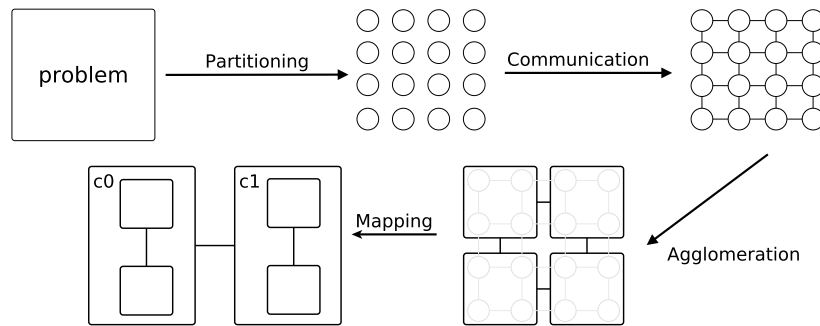 problem
Partitioning
Communication
Agglomeration
Mapping
c0
c1